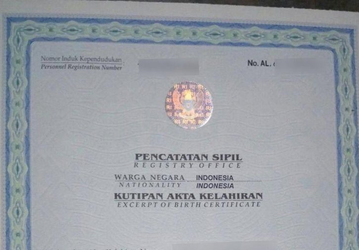 Nomor Induk Kependudukan
Personel Registration Number
No. AL.
PENCATATAN SIPIL
REGISTRY OFFICE
WARGA NEGARA INDONESIA
NATIONALITY INDONESIA
KUTIPAN AKTA KELAHIRAN
EXCERPT OF BIRTH CERTIFICATE